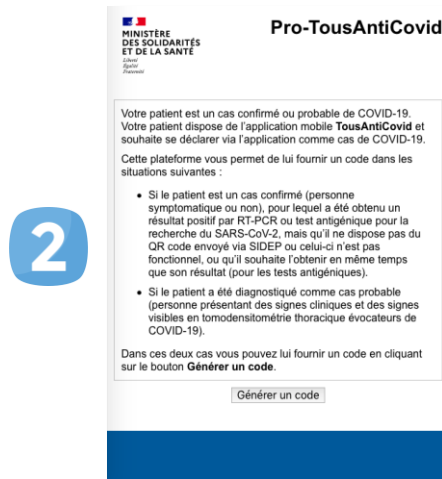 Pro-TousAntiCovid
MINISTÈRE
DES SOLIDARITÉS
ET DE LA SANTÉ
Liberté
Égalité
Fraternité
Votre patient est un cas confirmé ou probable de COVID-19.
Votre patient dispose de l'application mobile TousAntiCovid et
souhaite se déclarer via l'application comme cas de COVID-19.
Cette plateforme vous permet de lui fournir un code dans les
situations suivantes :
• Si le patient est un cas confirmé (personne
symptomatique ou non), pour lequel a été obtenu un
résultat positif par RT-PCR ou test antigénique pour la
recherche du SARS-CoV-2, mais qu'il ne dispose pas du
QR code envoyé via SIDEP ou celui-ci n'est pas
fonctionnel, ou qu'il souhaite l'obtenir en même temps
que son résultat (pour les tests antigéniques).
• Si le patient a été diagnostiqué comme cas probable
(personne présentant des signes cliniques et des signes
visibles en tomodensitométrie thoracique évocateurs de
COVID-19).
Dans ces deux cas vous pouvez lui fournir un code en cliquant
sur le bouton Générer un code.
Générer un code
2